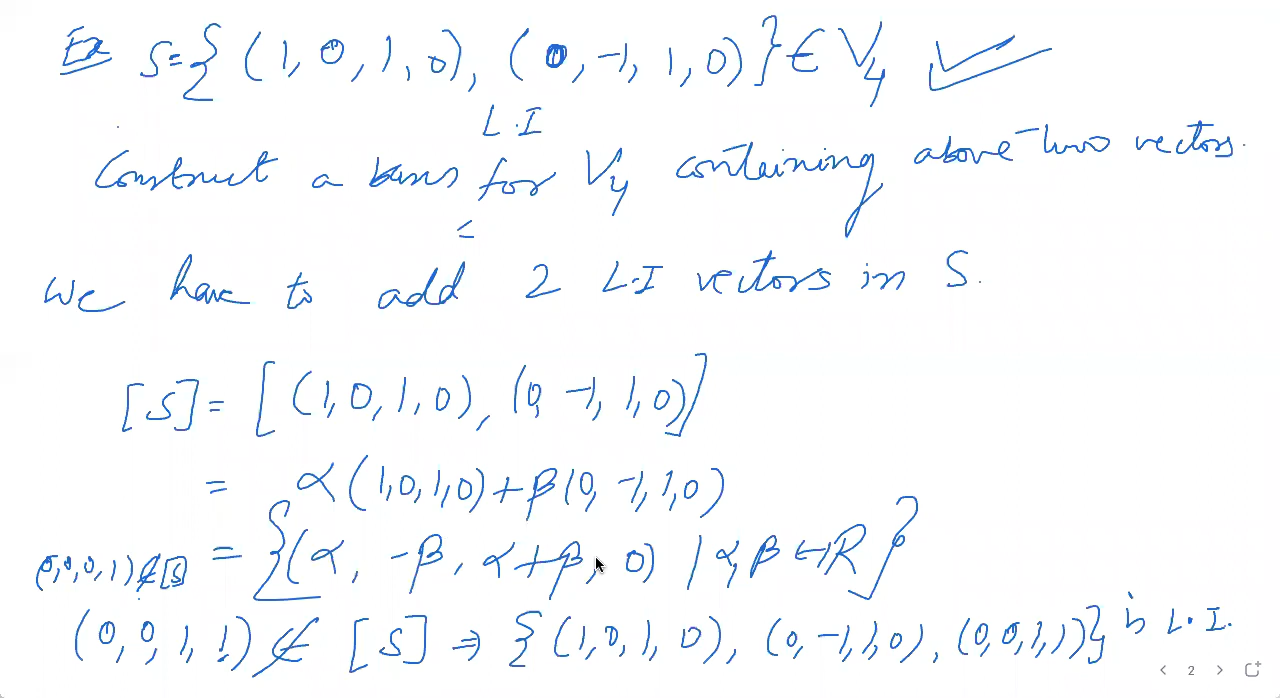 Ex S={(1,0,1,0), (0,-1,1,0)}∈V₄
L.I
Construct a basis for V₄ containing above two vectors.
We have to add 2 L.I vectors in S.
[S]= [(1,0,1,0), (0,-1,1,0)]
= α(1,0,1,0)+β(0,-1,1,0)
= {(α, -β, α+β, 0) | α,β∈R}
(0,0,0,1)∉[S]
(0,0,1,1)∉ [S] ⇒ {(1,0,1,0), (0,-1,1,0), (0,0,1,1)} is L.I.
2